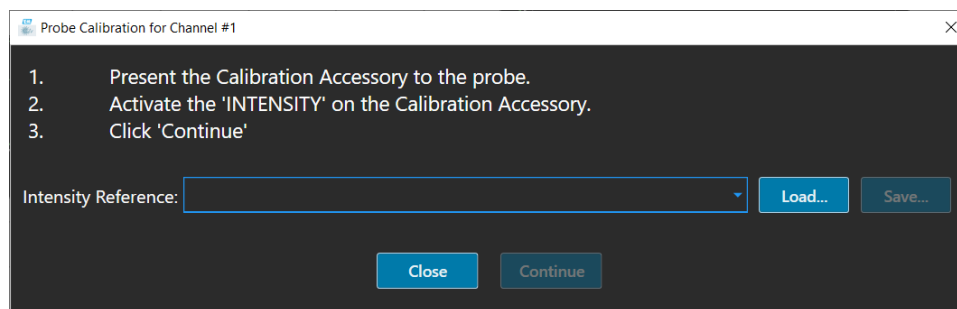 Probe Calibration for Channel #1
1. Present the Calibration Accessory to the probe.
2. Activate the 'INTENSITY' on the Calibration Accessory.
3. Click 'Continue'
Intensity Reference: Load... Save...
Close Continue